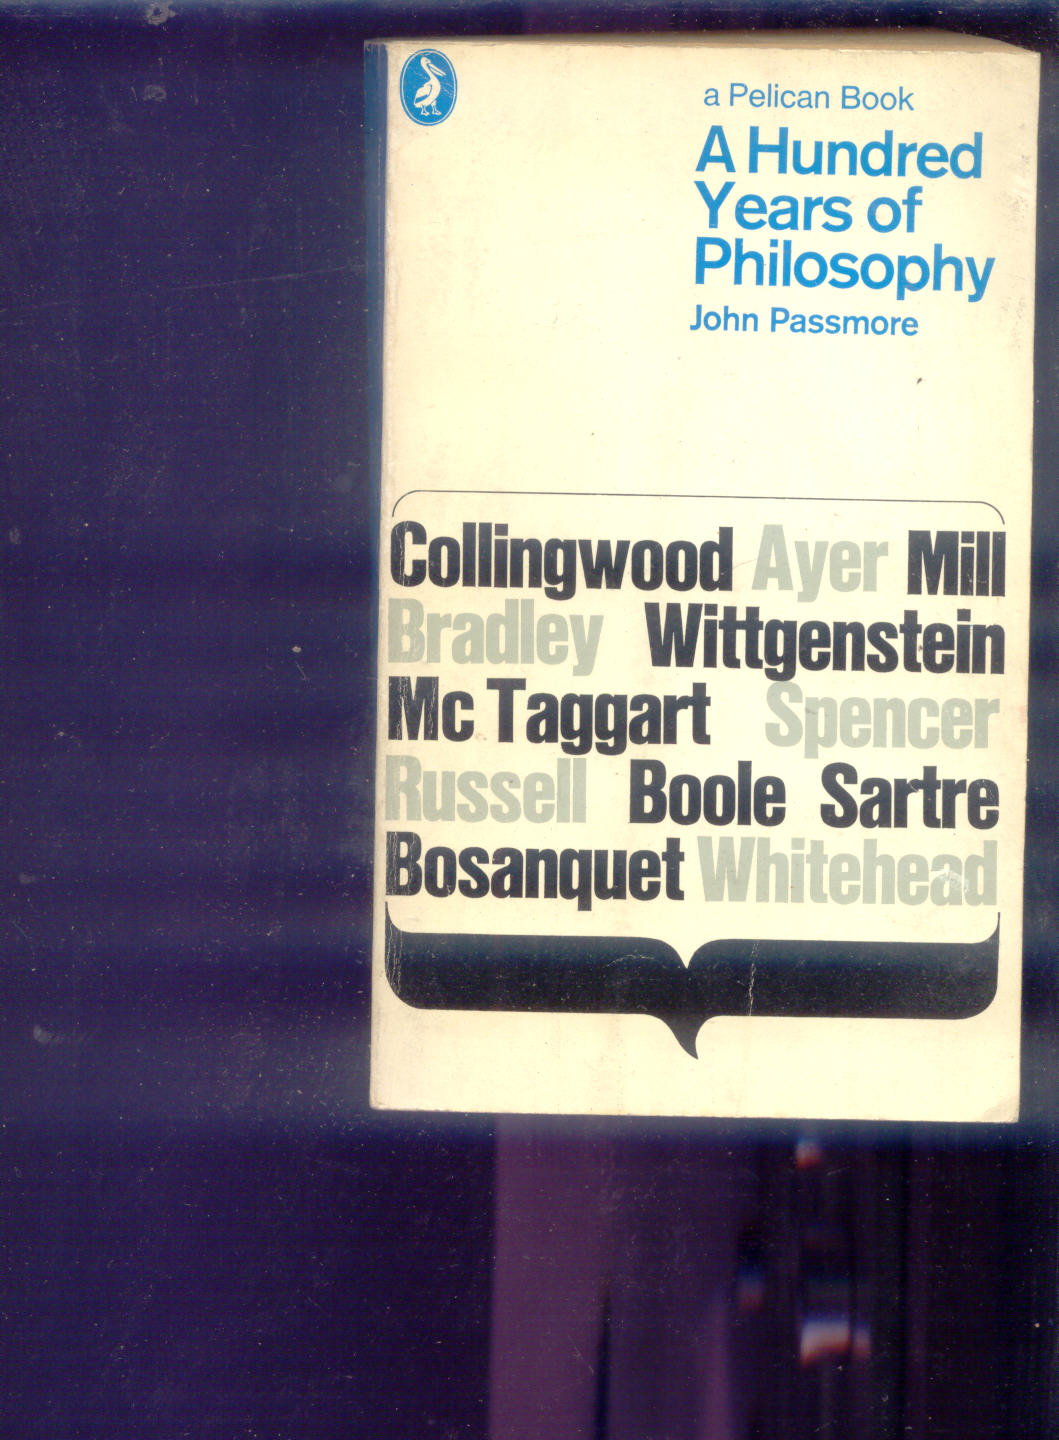 a Pelican Book
A Hundred
Years of
Philosophy
John Passmore
Collingwood Ayer Mill
Bradley Wittgenstein
Mc Taggart Spencer
Russell Boole Sartre
Bosanquet Whitehead